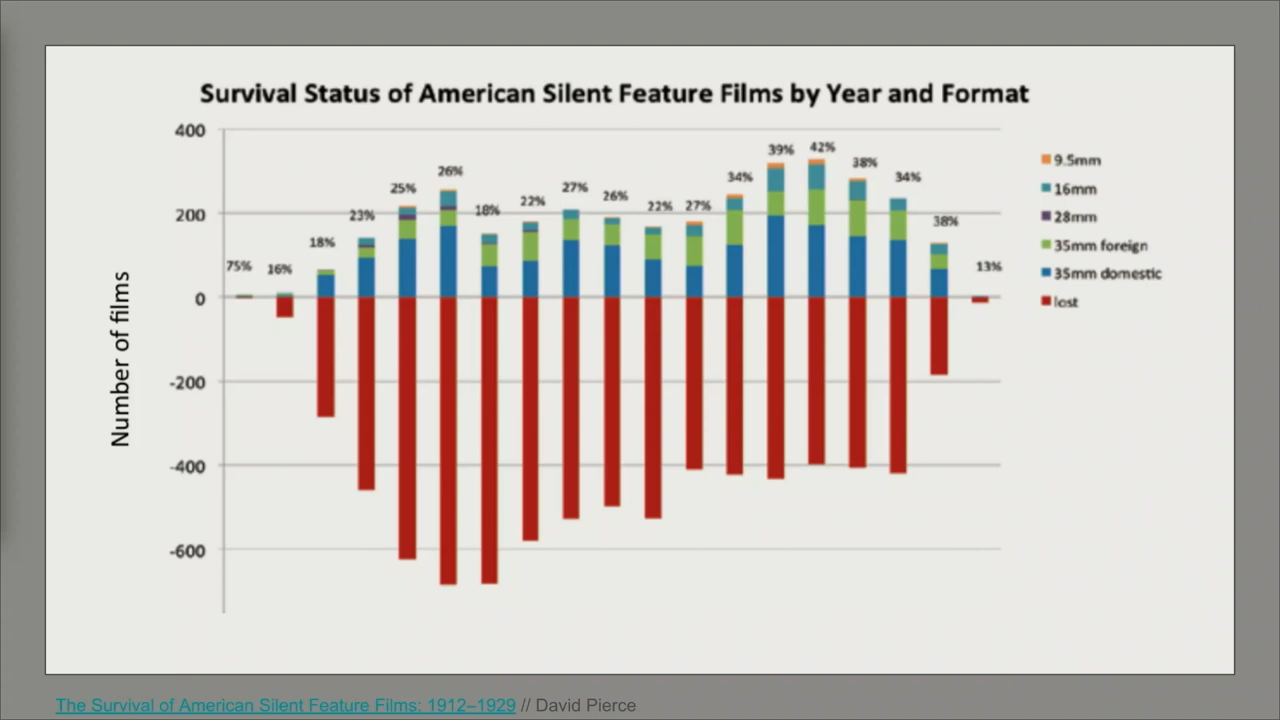 Survival Status of American Silent Feature Films by Year and Format
400
200
0
-200
-400
-600
Number of films
75%
16%
18%
23%
25%
26%
18%
22%
27%
26%
22%
27%
34%
39%
42%
38%
34%
38%
13%
9.5mm
16mm
28mm
35mm foreign
35mm domestic
lost
The Survival of American Silent Feature Films: 1912–1929 // David Pierce